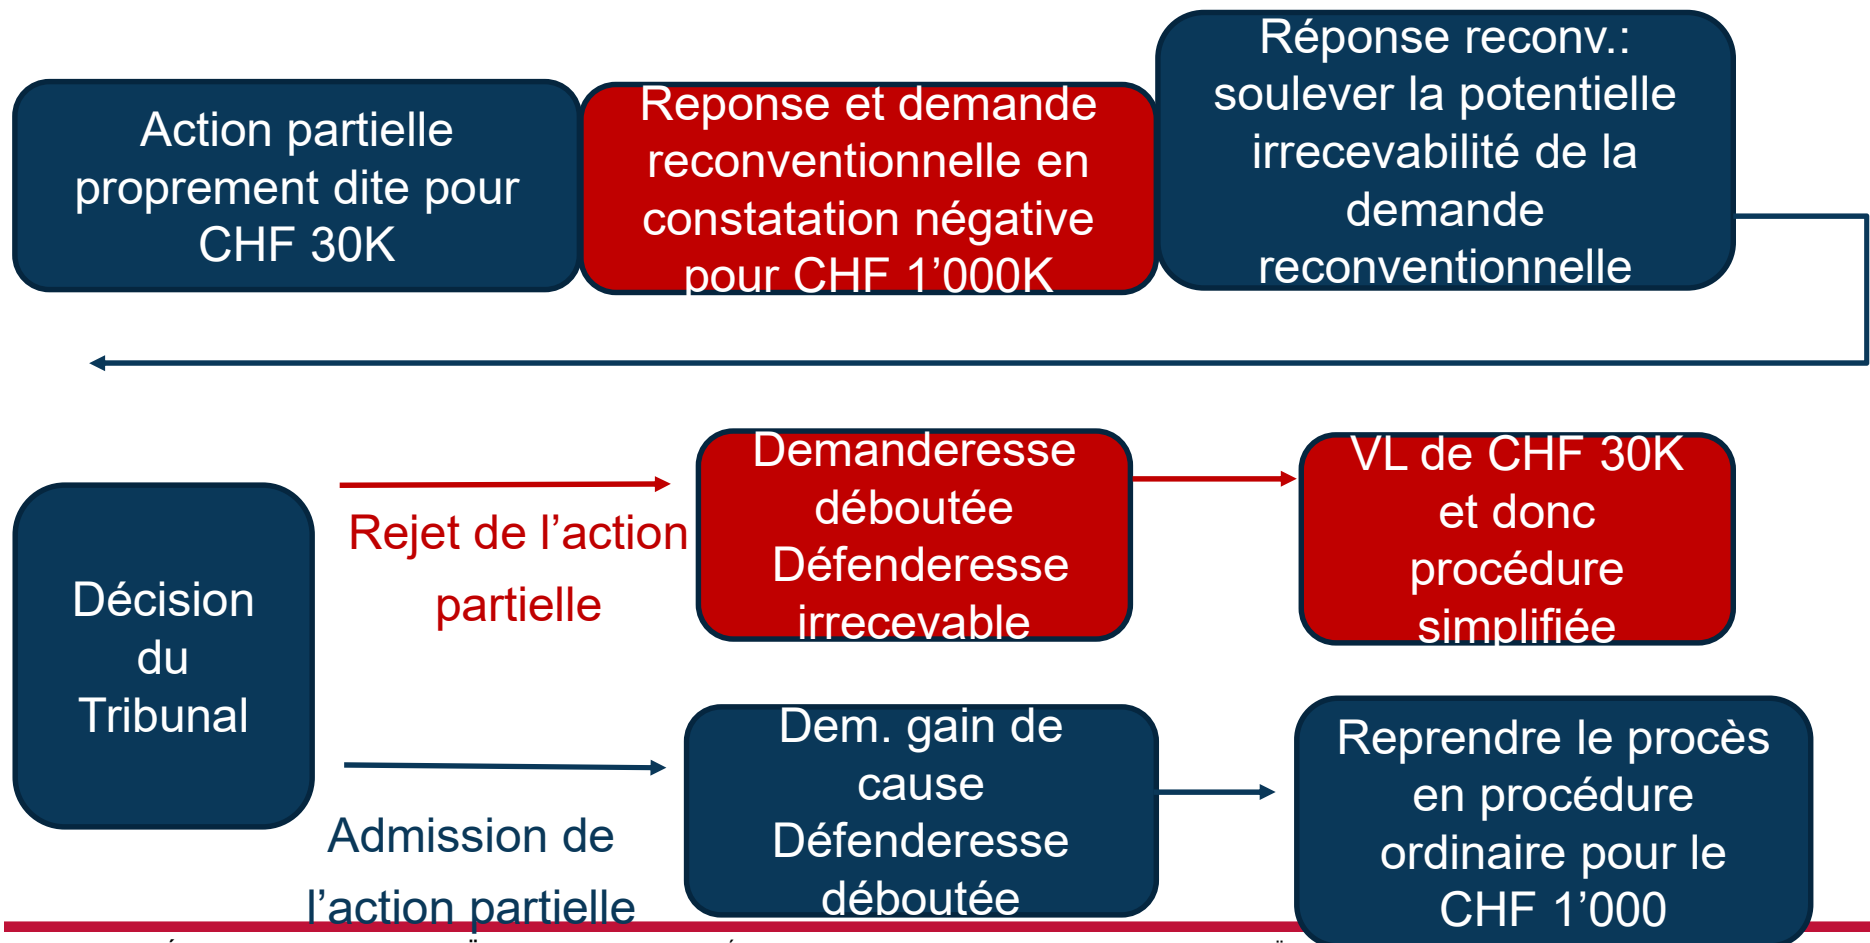 Action partielle
proprement dite pour
CHF 30K
Reponse et demande
reconventionnelle en
constatation négative
pour CHF 1’000K
Réponse reconv.:
soulever la potentielle
irrecevabilité de la
demande
reconventionnelle
Décision
du
Tribunal
Rejet de l’action
partielle
Demanderesse
déboutée
Défenderesse
irrecevable
VL de CHF 30K
et donc
procédure
simplifiée
Admission de
l’action partielle
Dem. gain de
cause
Défenderesse
déboutée
Reprendre le procès
en procédure
ordinaire pour le
CHF 1’000